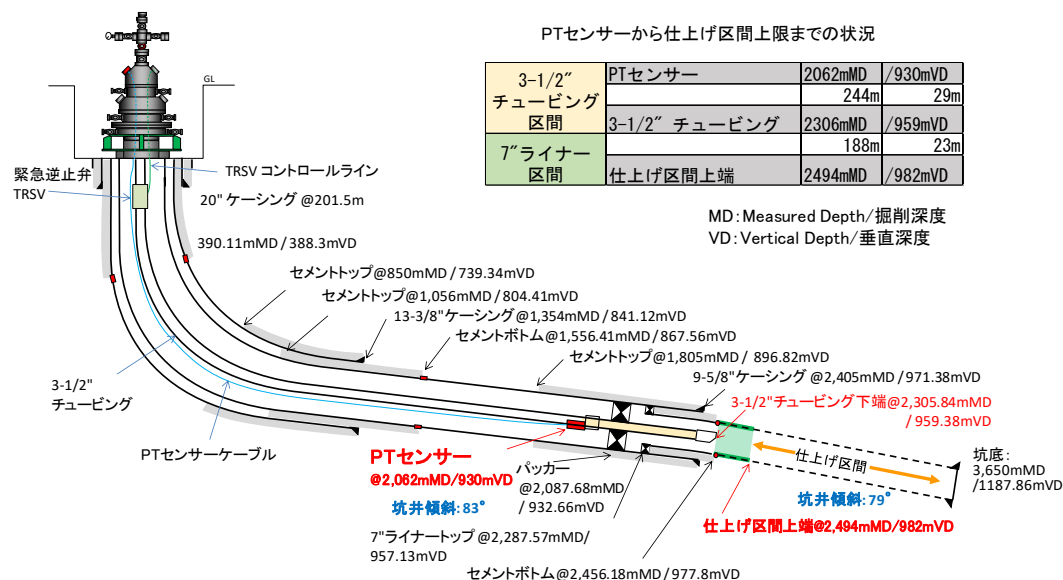 PTセンサーから仕上げ区間上限までの状況
3-1/2″
チュービング
区間
PTセンサー 2062mMD /930mVD
244m 29m
3-1/2″ チュービング 2306mMD /959mVD
7″ライナー
区間
188m 23m
仕上げ区間上端 2494mMD /982mVD
MD：Measured Depth/掘削深度
VD：Vertical Depth/垂直深度
GL
緊急逆止弁
TRSV
TRSV コントロールライン
20" ケーシング @201.5m
390.11mMD / 388.3mVD
セメントトップ@850mMD / 739.34mVD
セメントトップ@1,056mMD / 804.41mVD
13-3/8"ケーシング @1,354mMD / 841.12mVD
セメントボトム@1,556.41mMD / 867.56mVD
セメントトップ@1,805mMD / 896.82mVD
9-5/8"ケーシング @2,405mMD / 971.38mVD
3-1/2"チュービング下端@2,305.84mMD
/ 959.38mVD
3-1/2"
チュービング
PTセンサーケーブル
PTセンサー
@2,062mMD/930mVD
坑井傾斜：83°
パッカー
@2,087.68mMD
/ 932.66mVD
7"ライナートップ @2,287.57mMD/
957.13mVD
セメントボトム@2,456.18mMD / 977.8mVD
仕上げ区間
坑井傾斜：79°
仕上げ区間上端@2,494mMD/982mVD
坑底：
3,650mMD
/1187.86mVD